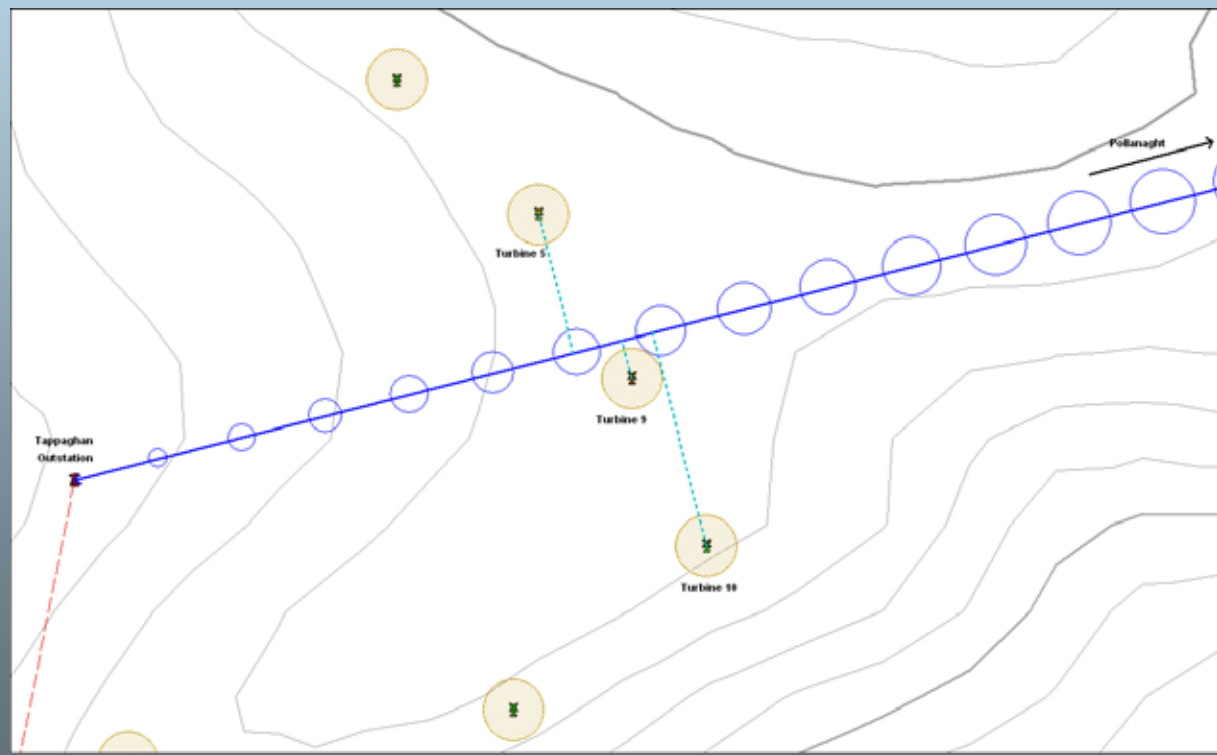 Pollanaght
Turbine 5
Turbine 9
Tappaghan
Outstation
Turbine 10